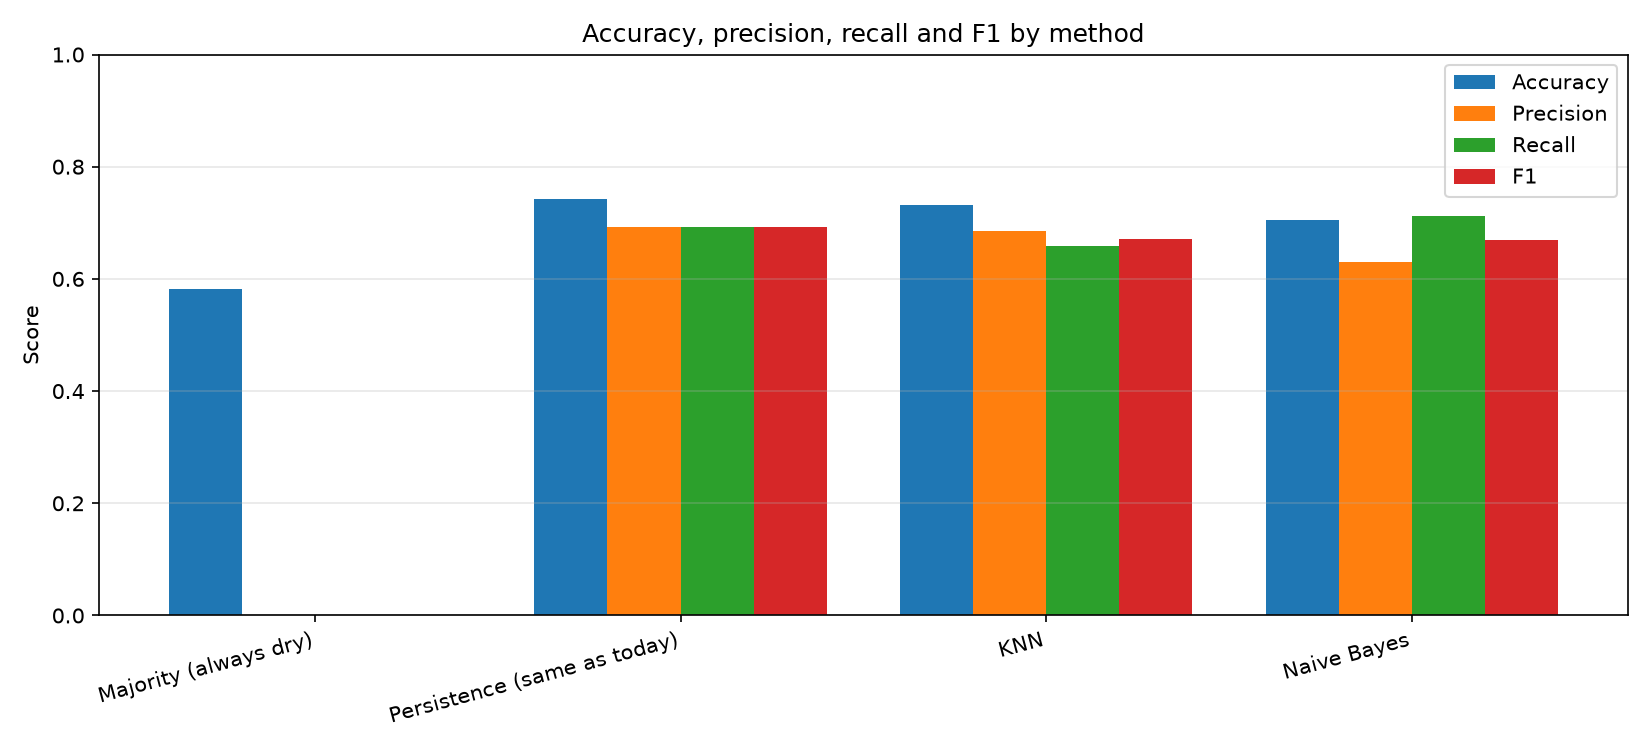 Accuracy, precision, recall and F1 by method
1.0
0.8
0.6
0.4
0.2
0.0
Score
Accuracy
Precision
Recall
F1
Majority (always dry)
Persistence (same as today)
KNN
Naive Bayes